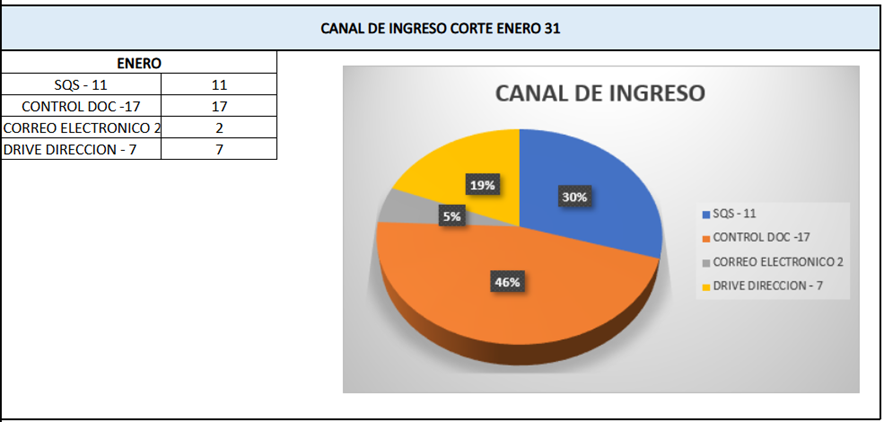 CANAL DE INGRESO CORTE ENERO 31
ENERO
SQS - 11 11
CONTROL DOC -17 17
CORREO ELECTRONICO 2 2
DRIVE DIRECCION - 7 7
CANAL DE INGRESO
19%
30%
5%
46%
SQS - 11
CONTROL DOC -17
CORREO ELECTRONICO 2
DRIVE DIRECCION - 7